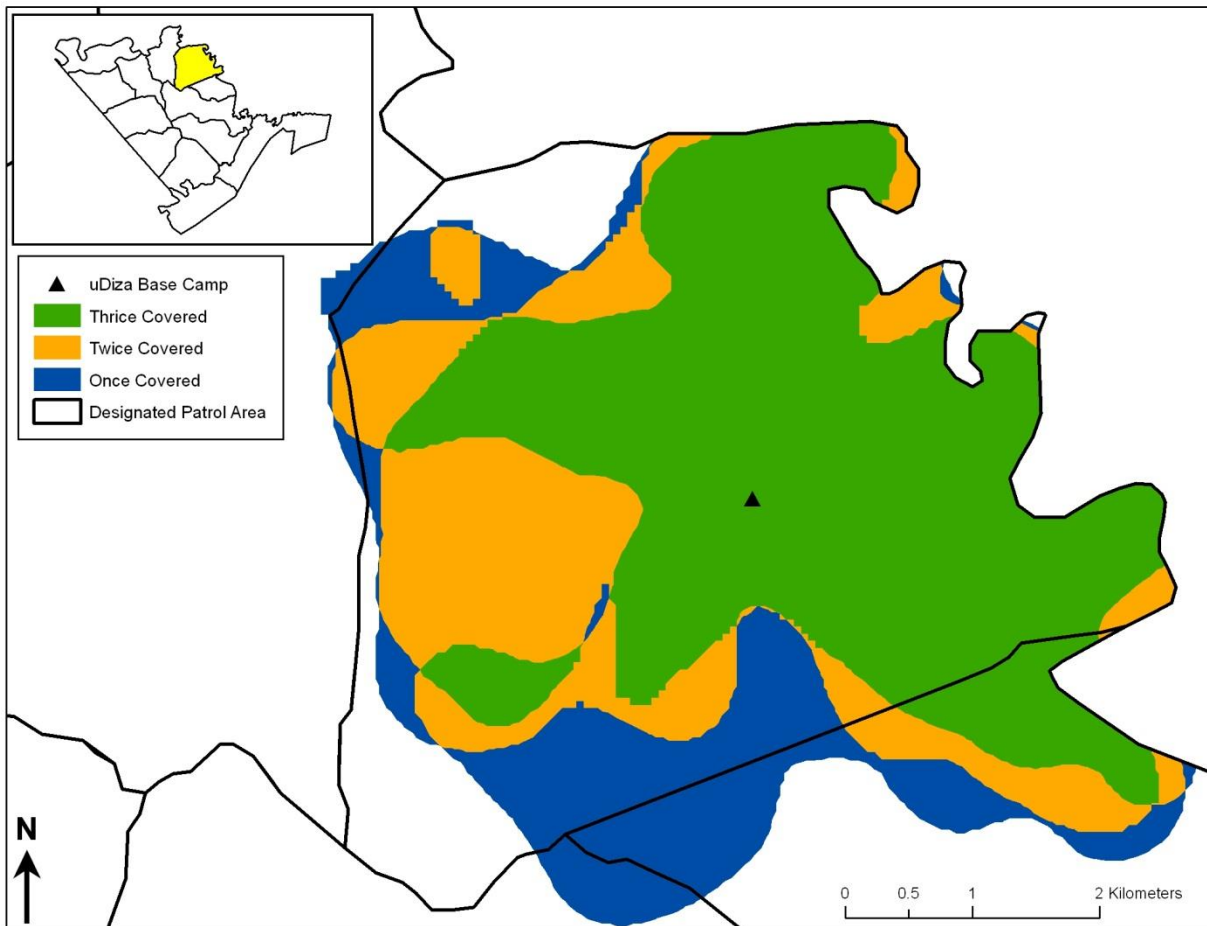 uDiza Base Camp
Thrice Covered
Twice Covered
Once Covered
Designated Patrol Area
N
0 0.5 1 2 Kilometers